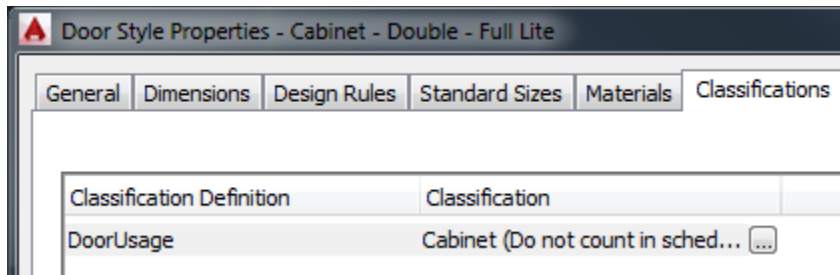 Door Style Properties - Cabinet - Double - Full Lite
General Dimensions Design Rules Standard Sizes Materials Classifications
Classification Definition Classification
DoorUsage Cabinet (Do not count in sched... ...